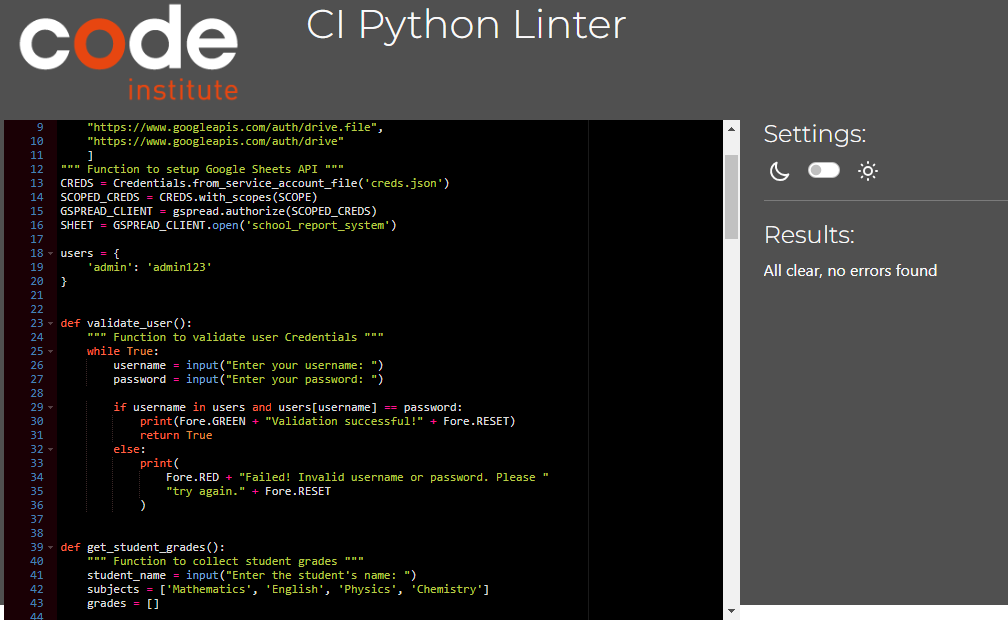 code
institute
CI Python Linter
9 "https://www.googleapis.com/auth/drive.file",
10 "https://www.googleapis.com/auth/drive"
11 ]
12 """ Function to setup Google Sheets API """
13 CREDS = Credentials.from_service_account_file('creds.json')
14 SCOPED_CREDS = CREDS.with_scopes(SCOPE)
15 GSPREAD_CLIENT = gspread.authorize(SCOPED_CREDS)
16 SHEET = GSPREAD_CLIENT.open('school_report_system')
17
18 users = {
19 'admin': 'admin123'
20 }
21
22
23 def validate_user():
24 """ Function to validate user Credentials """
25 while True:
26 username = input("Enter your username: ")
27 password = input("Enter your password: ")
28
29 if username in users and users[username] == password:
30 print(Fore.GREEN + "Validation successful!" + Fore.RESET)
31 return True
32 else:
33 print(
34 Fore.RED + "Failed! Invalid username or password. Please "
35 "try again." + Fore.RESET
36 )
37
38
39 def get_student_grades():
40 """ Function to collect student grades """
41 student_name = input("Enter the student's name: ")
42 subjects = ['Mathematics', 'English', 'Physics', 'Chemistry']
43 grades = []
44
Settings:
Results:
All clear, no errors found